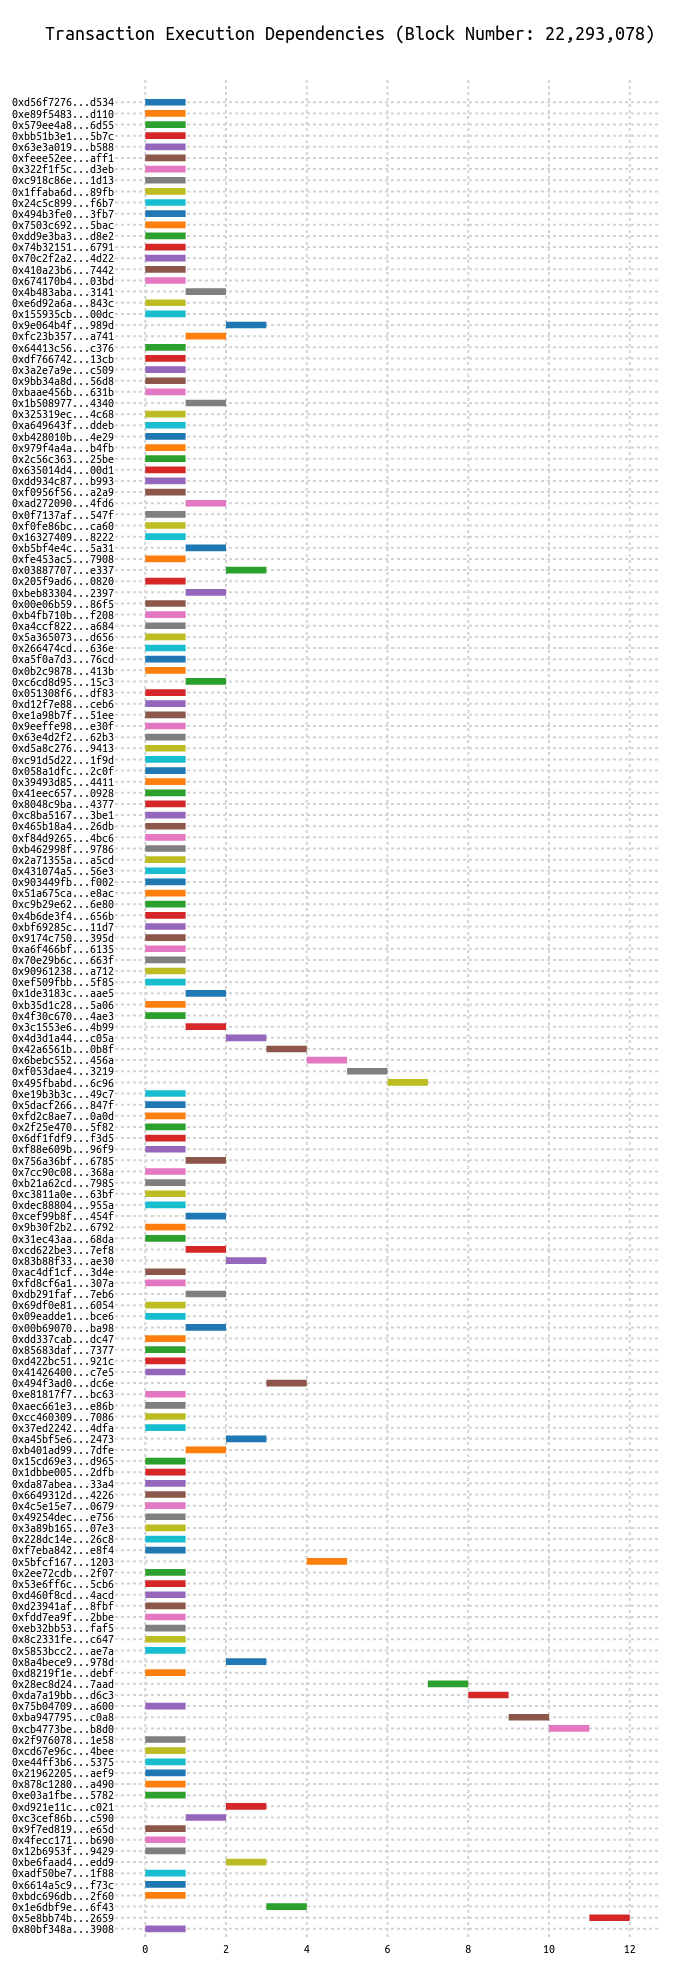 Transaction Execution Dependencies (Block Number: 22,293,078)
0xd56f7276...d534
0xe89f5483...d110
0x579ee4a8...6d55
0xbb51b3e1...5b7c
0x63e3a019...b588
0xfeee52ee...aff1
0x322f1f5c...d3eb
0xc918c86e...1d13
0x1ffaba6d...89fb
0x24c5c899...f6b7
0x494b3fe0...3fb7
0x7503c692...5bac
0xdd9e3ba3...d8e2
0x74b32151...6791
0x70c2f2a2...4d22
0x410a23b6...7442
0x674170b4...03bd
0x4b483aba...3141
0xe6d92a6a...843c
0x155935cb...00dc
0x9e064b4f...989d
0xfc23b357...a741
0x64413c56...c376
0xdf766742...13cb
0x3a2e7a9e...c509
0x9bb34a8d...56d8
0xbaae456b...631b
0x1b508977...4340
0x325319ec...4c68
0xa649643f...ddeb
0xb428010b...4e29
0x979f4a4a...b4fb
0x2c56c363...25be
0x635014d4...00d1
0xdd934c87...b993
0xf0956f56...a2a9
0xad272090...4fd6
0x0f7137af...547f
0xf0fe86bc...ca60
0x16327409...8222
0xb5bf4e4c...5a31
0xfe453ac5...7908
0x03887707...e337
0x205f9ad6...0820
0xbeb83304...2397
0x00e06b59...86f5
0xb4fb710b...f208
0xa4ccf822...a684
0x5a365073...d656
0x266474cd...636e
0xa5f0a7d3...76cd
0x0b2c9878...413b
0xc6cd8d95...15c3
0x051308f6...df83
0xd12f7e88...ceb6
0xe1a98b7f...51ee
0x9eeffe98...e30f
0x63e4d2f2...62b3
0xd5a8c276...9413
0xc91d5d22...1f9d
0x058a1dfc...2c0f
0x39493d85...4411
0x41eec657...0928
0x8048c9ba...4377
0xc8ba5167...3be1
0x465b18a4...26db
0xf84d9265...4bc6
0xb462998f...9786
0x2a71355a...a5cd
0x431074a5...56e3
0x903449fb...f002
0x51a675ca...e8ac
0xc9b29e62...6e80
0x4b6de3f4...656b
0xbf69285c...11d7
0x9174c750...395d
0xa6f466bf...6135
0x70e29b6c...663f
0x90961238...a712
0xef509fbb...5f85
0x1de3183c...aae5
0xb35d1c28...5a06
0x4f30c670...4ae3
0x3c1553e6...4b99
0x4d3d1a44...c05a
0x42a6561b...0b8f
0x6bebc552...456a
0xf053dae4...3219
0x495fbabd...6c96
0xe19b3b3c...49c7
0x5dacf266...847f
0xfd2c8ae7...0a0d
0x2f25e470...5f82
0x6df1fdf9...f3d5
0xf88e609b...96f9
0x756a36bf...6785
0x7cc90c08...368a
0xb21a62cd...7985
0xc3811a0e...63bf
0xdec88804...955a
0xcef99b8f...454f
0x9b30f2b2...6792
0x31ec43aa...68da
0xcd622be3...7ef8
0x83b88f33...ae30
0xac4df1cf...3d4e
0xfd8cf6a1...307a
0xdb291faf...7eb6
0x69df0e81...6054
0x09eadde1...bce6
0x00b69070...ba98
0xdd337cab...dc47
0x85683daf...7377
0xd422bc51...921c
0x41426400...c7e5
0x494f3ad0...dc6e
0xe81817f7...bc63
0xaec661e3...e86b
0xcc460309...7086
0x37ed2242...4dfa
0xa45bf5e6...2473
0xb401ad99...7dfe
0x15cd69e3...d965
0x1dbbe005...2dfb
0xda87abea...33a4
0x6649312d...4226
0x4c5e15e7...0679
0x49254dec...e756
0x3a89b165...07e3
0x228dc14e...26c8
0xf7eba842...e8f4
0x5bfcf167...1203
0x2ee72cdb...2f07
0x53e6ff6c...5cb6
0xd460f8cd...4acd
0xd23941af...8fbf
0xfdd7ea9f...2bbe
0xeb32bb53...faf5
0x8c2331fe...c647
0x5853bcc2...ae7a
0x8a4bece9...978d
0xd8219f1e...debf
0x28ec8d24...7aad
0xda7a19bb...d6c3
0x75b04709...a600
0xba947795...c0a8
0xcb4773be...b8d0
0x2f976078...1e58
0xcd67e96c...4bee
0xe44ff3b6...5375
0x21962205...aef9
0x878c1280...a490
0xe03a1fbe...5782
0xd921e11c...c021
0xc3cef86b...c590
0x9f7ed819...e65d
0x4fecc171...b690
0x12b6953f...9429
0xbe6faad4...edd9
0xadf50be7...1f88
0x6614a5c9...f73c
0xbdc696db...2f60
0x1e6dbf9e...6f43
0x5e8bb74b...2659
0x80bf348a...3908
0 2 4 6 8 10 12